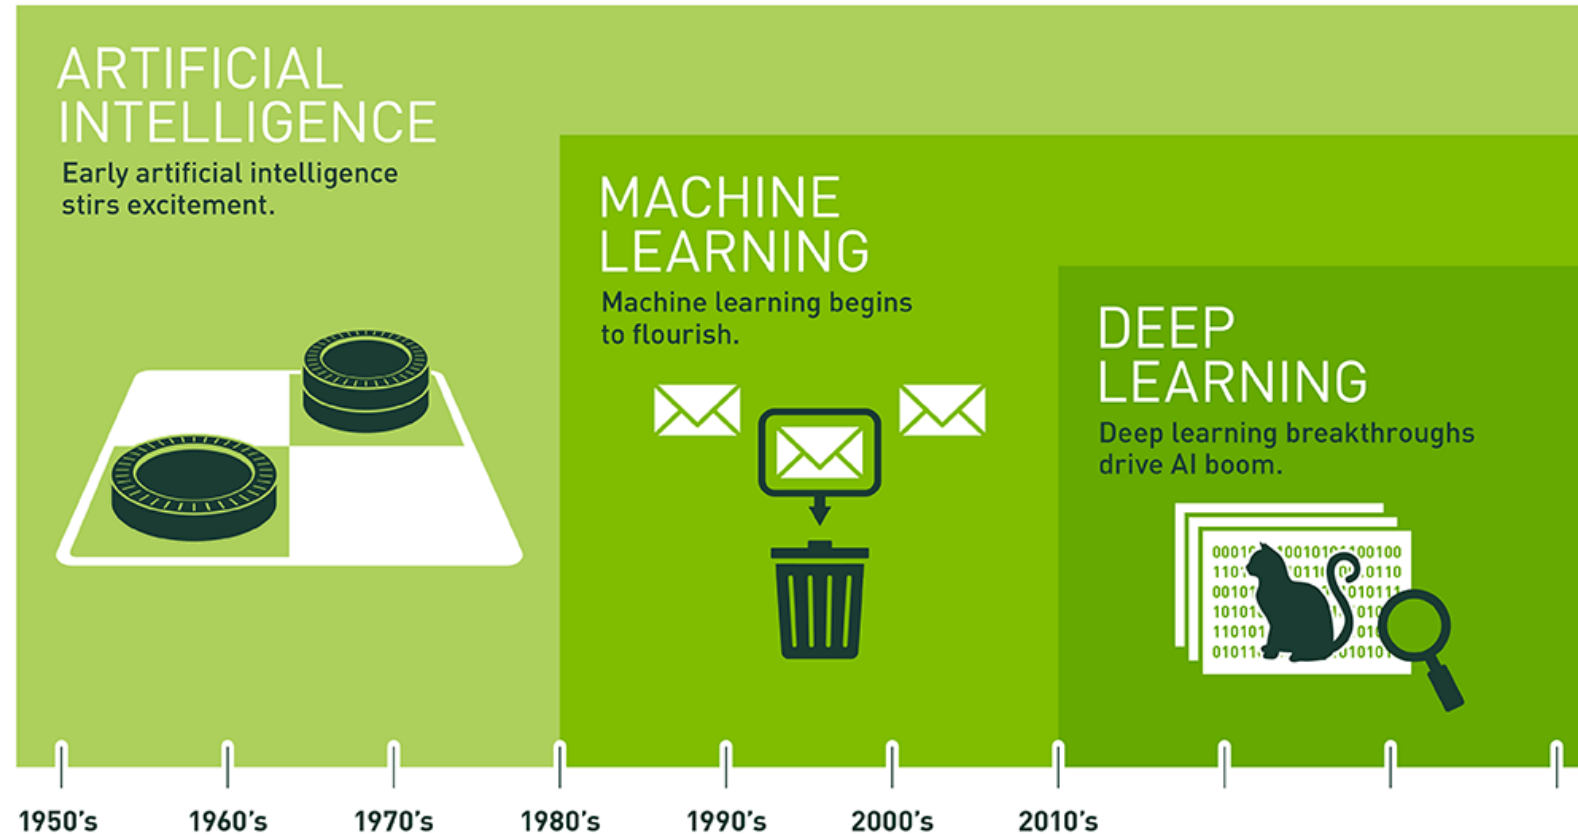 ARTIFICIAL
INTELLIGENCE
Early artificial intelligence
stirs excitement.
MACHINE
LEARNING
Machine learning begins
to flourish.
DEEP
LEARNING
Deep learning breakthroughs
drive AI boom.
1950's
1960's
1970's
1980's
1990's
2000's
2010's